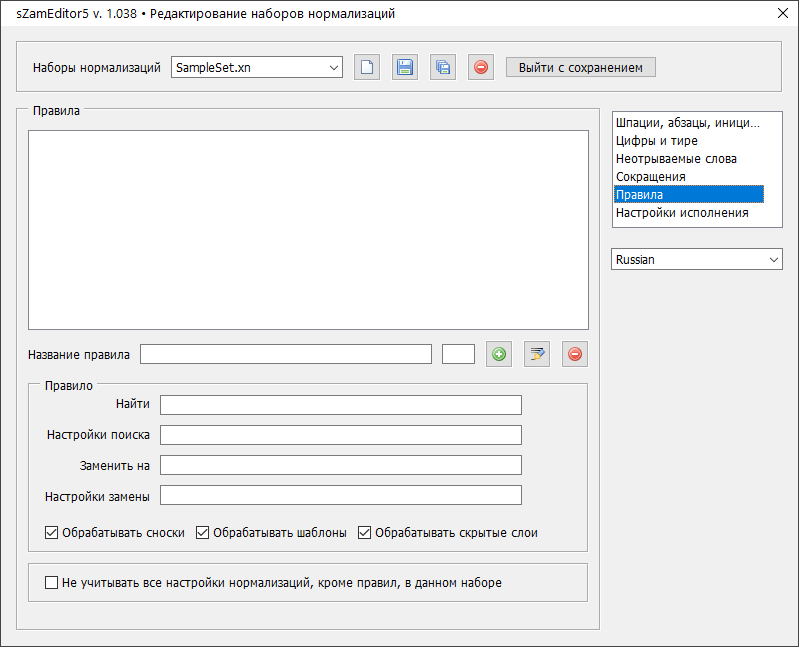 sZamEditor5 v. 1.038 • Редактирование наборов нормализаций
Наборы нормализаций
SampleSet.xn
Выйти с сохранением
Правила
Название правила
Правило
Найти
Настройки поиска
Заменить на
Настройки замены
Обрабатывать сноски
Обрабатывать шаблоны
Обрабатывать скрытые слои
Не учитывать все настройки нормализаций, кроме правил, в данном наборе
Шпации, абзацы, иници...
Цифры и тире
Неотрываемые слова
Сокращения
Правила
Настройки исполнения
Russian